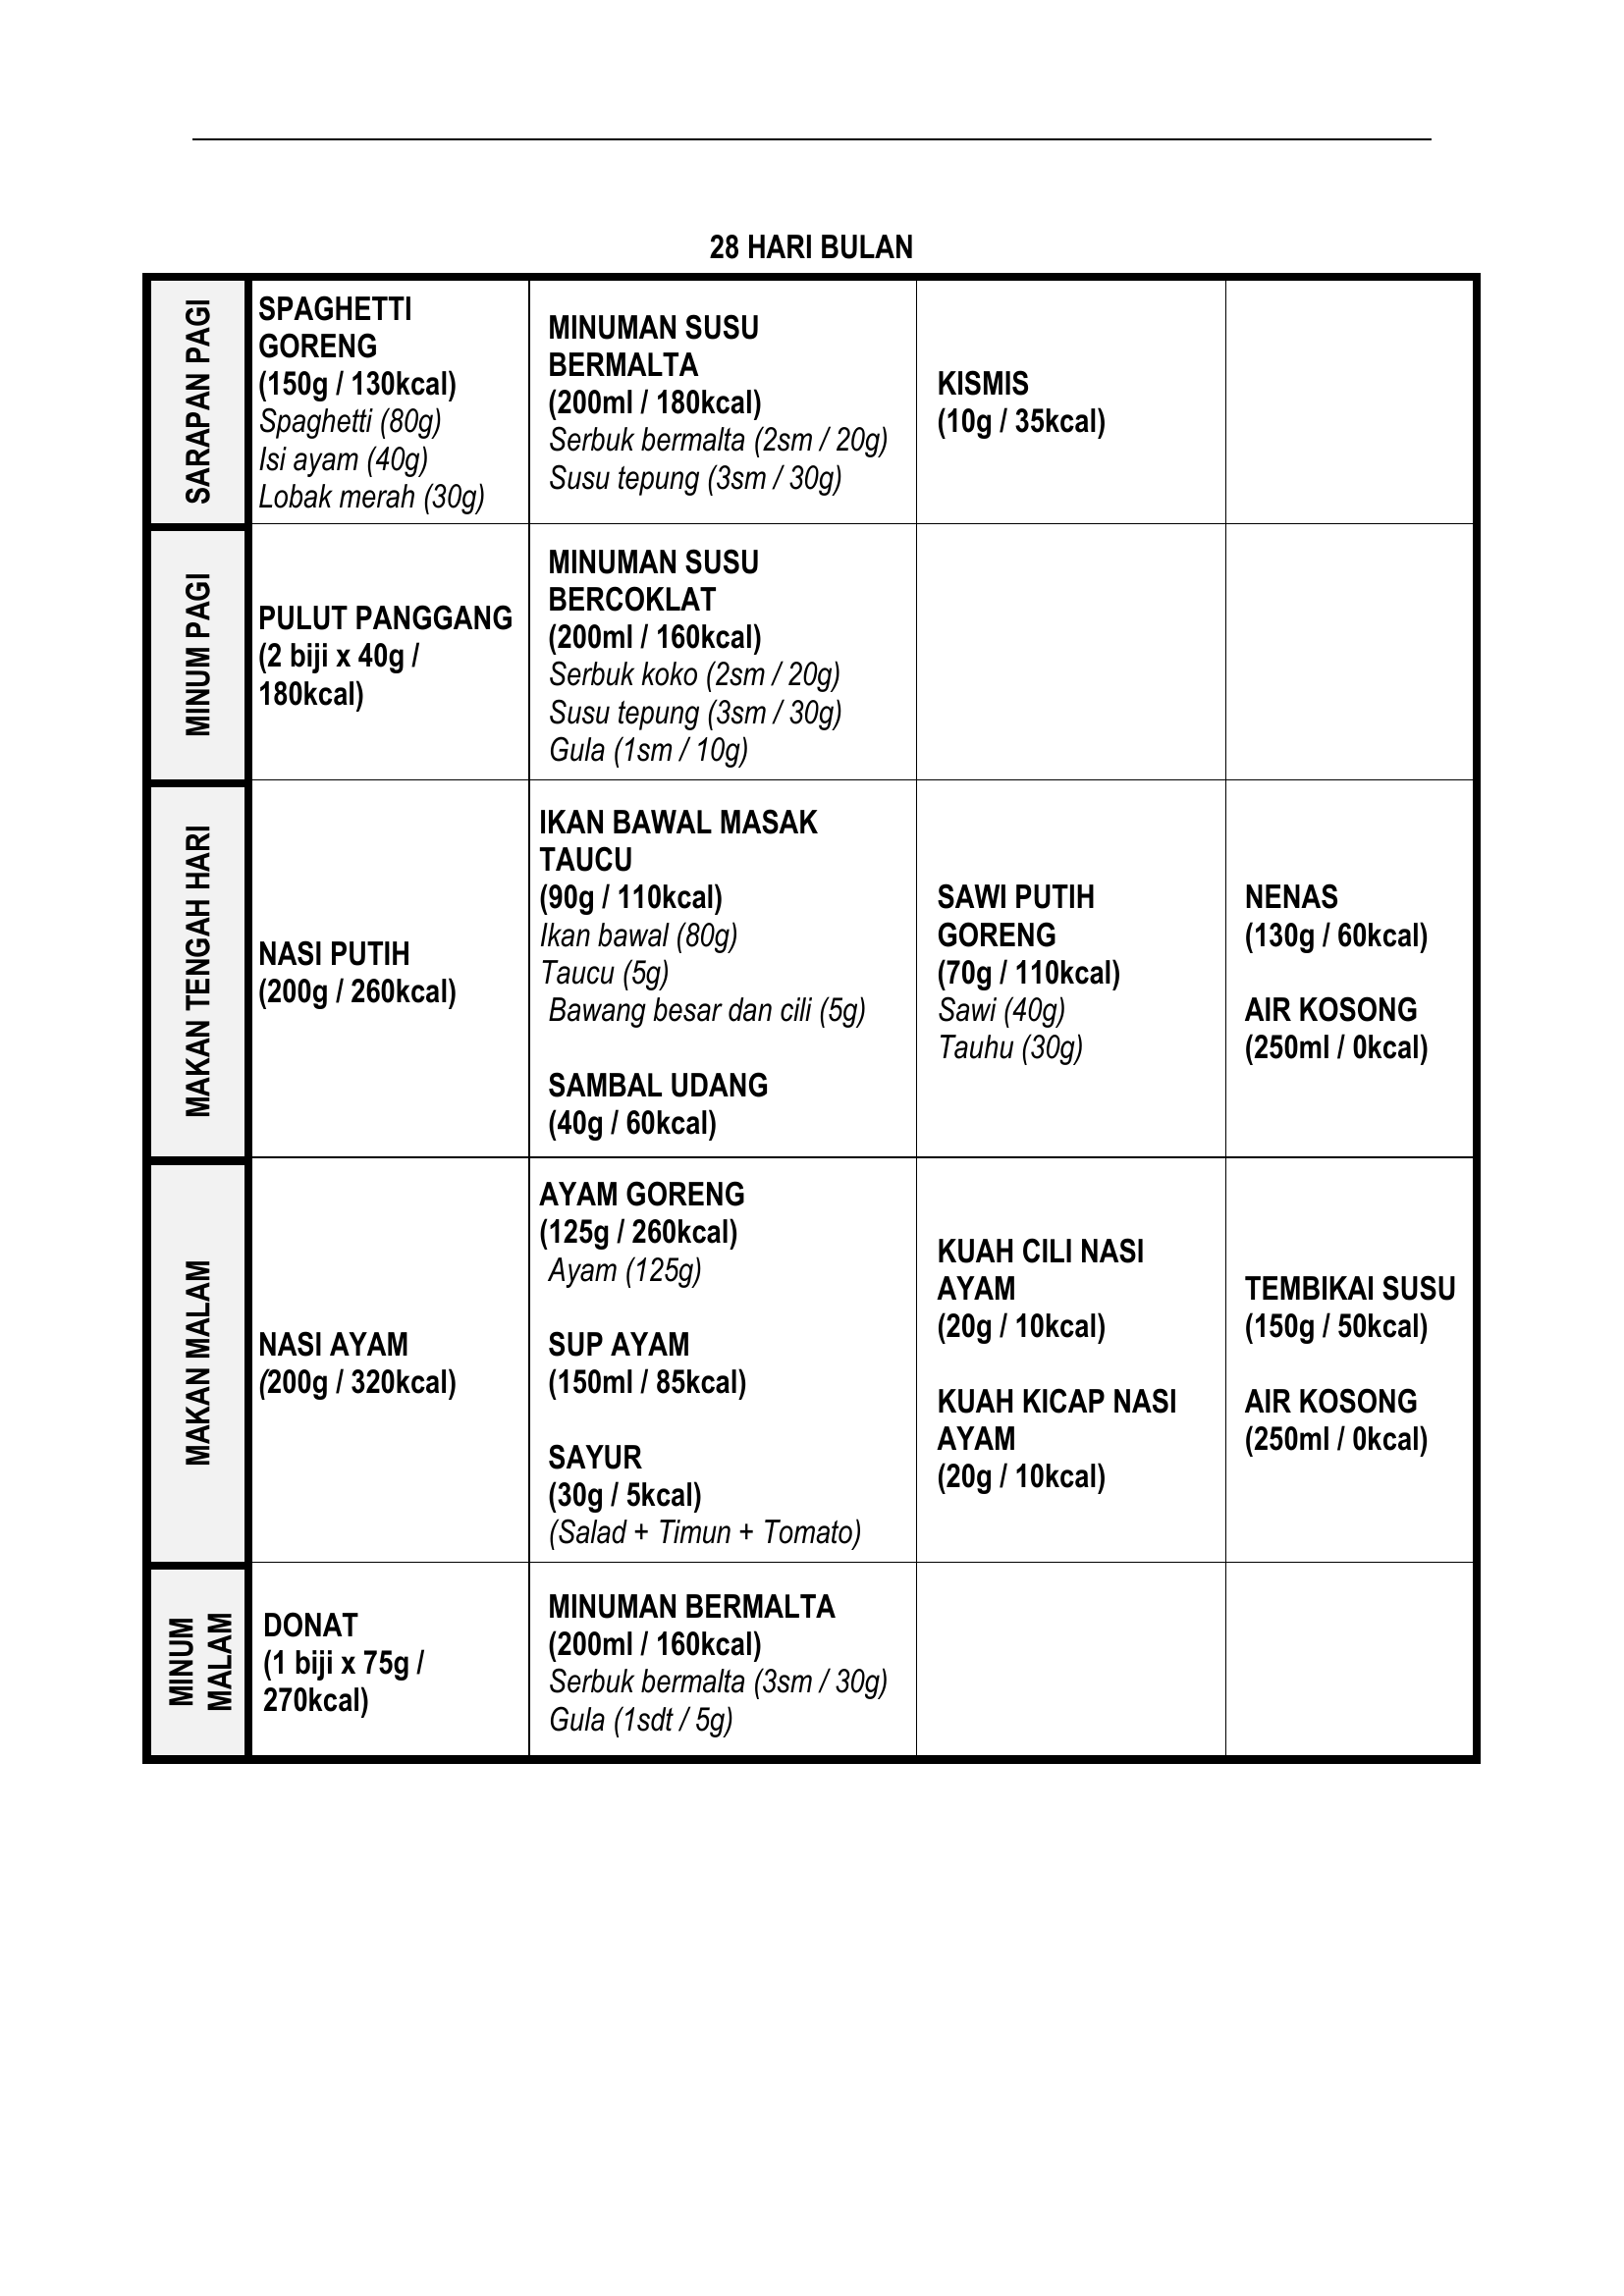 28 HARI BULAN
SARAPAN PAGI
SPAGHETTI
GORENG
(150g / 130kcal)
Spaghetti (80g)
Isi ayam (40g)
Lobak merah (30g)
MINUMAN SUSU
BERMALTA
(200ml / 180kcal)
Serbuk bermalta (2sm / 20g)
Susu tepung (3sm / 30g)
KISMIS
(10g / 35kcal)
MINUM PAGI
PULUT PANGGANG
(2 biji x 40g /
180kcal)
MINUMAN SUSU
BERCOKLAT
(200ml / 160kcal)
Serbuk koko (2sm / 20g)
Susu tepung (3sm / 30g)
Gula (1sm / 10g)
MAKAN TENGAH HARI
NASI PUTIH
(200g / 260kcal)
IKAN BAWAL MASAK
TAUCU
(90g / 110kcal)
Ikan bawal (80g)
Taucu (5g)
Bawang besar dan cili (5g)
SAMBAL UDANG
(40g / 60kcal)
SAWI PUTIH
GORENG
(70g / 110kcal)
Sawi (40g)
Tauhu (30g)
NENAS
(130g / 60kcal)
AIR KOSONG
(250ml / 0kcal)
MAKAN MALAM
NASI AYAM
(200g / 320kcal)
AYAM GORENG
(125g / 260kcal)
Ayam (125g)
SUP AYAM
(150ml / 85kcal)
SAYUR
(30g / 5kcal)
(Salad + Timun + Tomato)
KUAH CILI NASI
AYAM
(20g / 10kcal)
KUAH KICAP NASI
AYAM
(20g / 10kcal)
TEMBIKAI SUSU
(150g / 50kcal)
AIR KOSONG
(250ml / 0kcal)
MINUM
MALAM
DONAT
(1 biji x 75g /
270kcal)
MINUMAN BERMALTA
(200ml / 160kcal)
Serbuk bermalta (3sm / 30g)
Gula (1sdt / 5g)